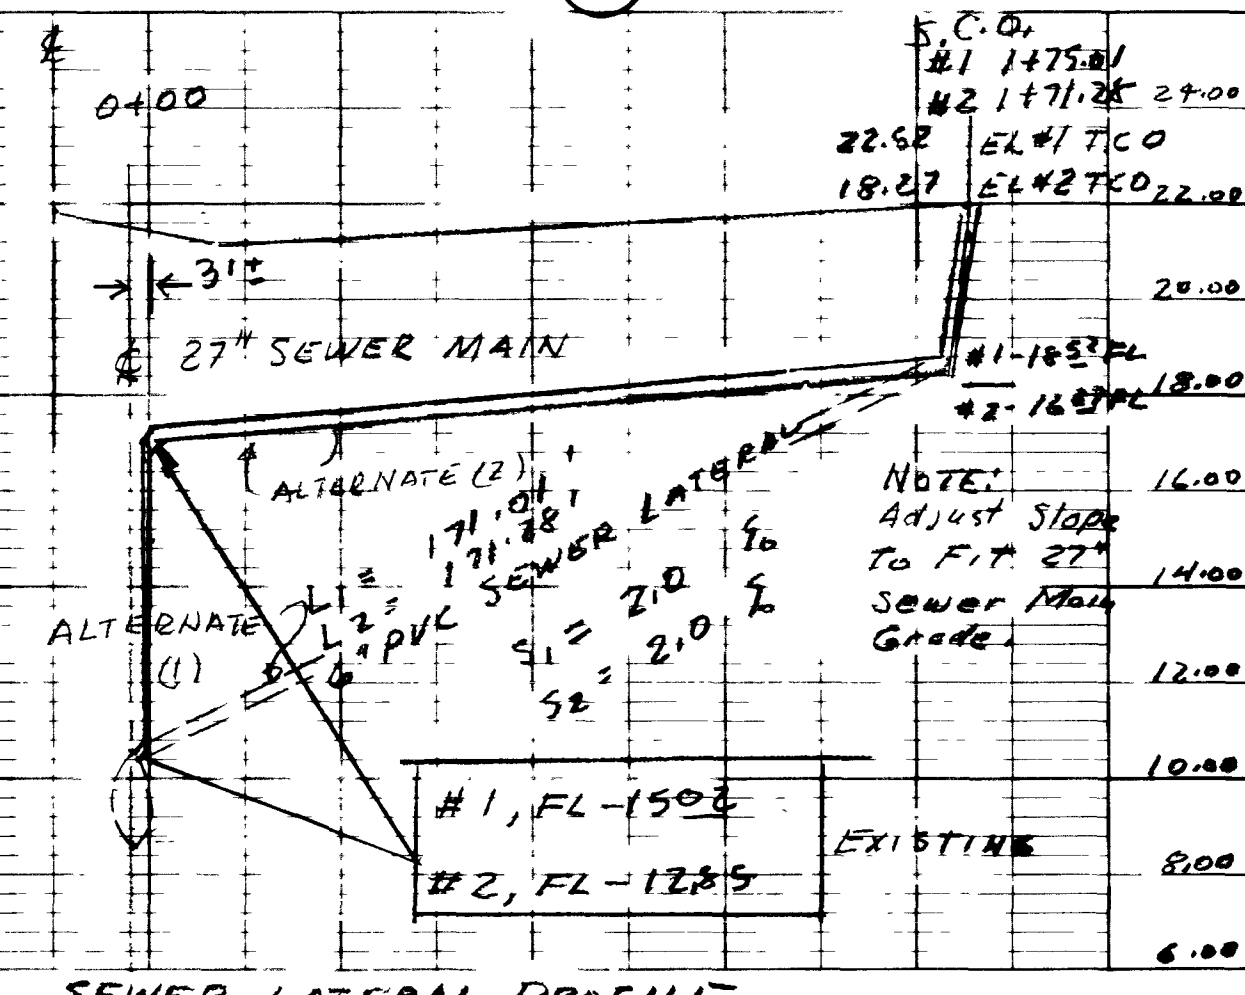 S.C.O.
℄
#1 1+75.01
0+00
#2 1+71.28
24.00
22.52 EL #1 TCO
18.27 EL #2 TCO
22.00
3'±
20.00
℄ 27" SEWER MAIN
#1-18 52 FL
18.00
#2-16 FL
ALTERNATE (2)
NOTE:
16.00
Adjust Slope
To Fit 27"
14.00
Sewer Main
Grade.
L1 = 171.01'
L2 = 171.28'
6" PVC SEWER LATERAL
S1 = 2.0 %
S2 = 2.0 %
ALTERNATE
(1)
12.00
10.00
#1, FL-15 02
EXISTING
8.00
#2, FL-12.85
6.00
SEWER LATERAL PROFILE